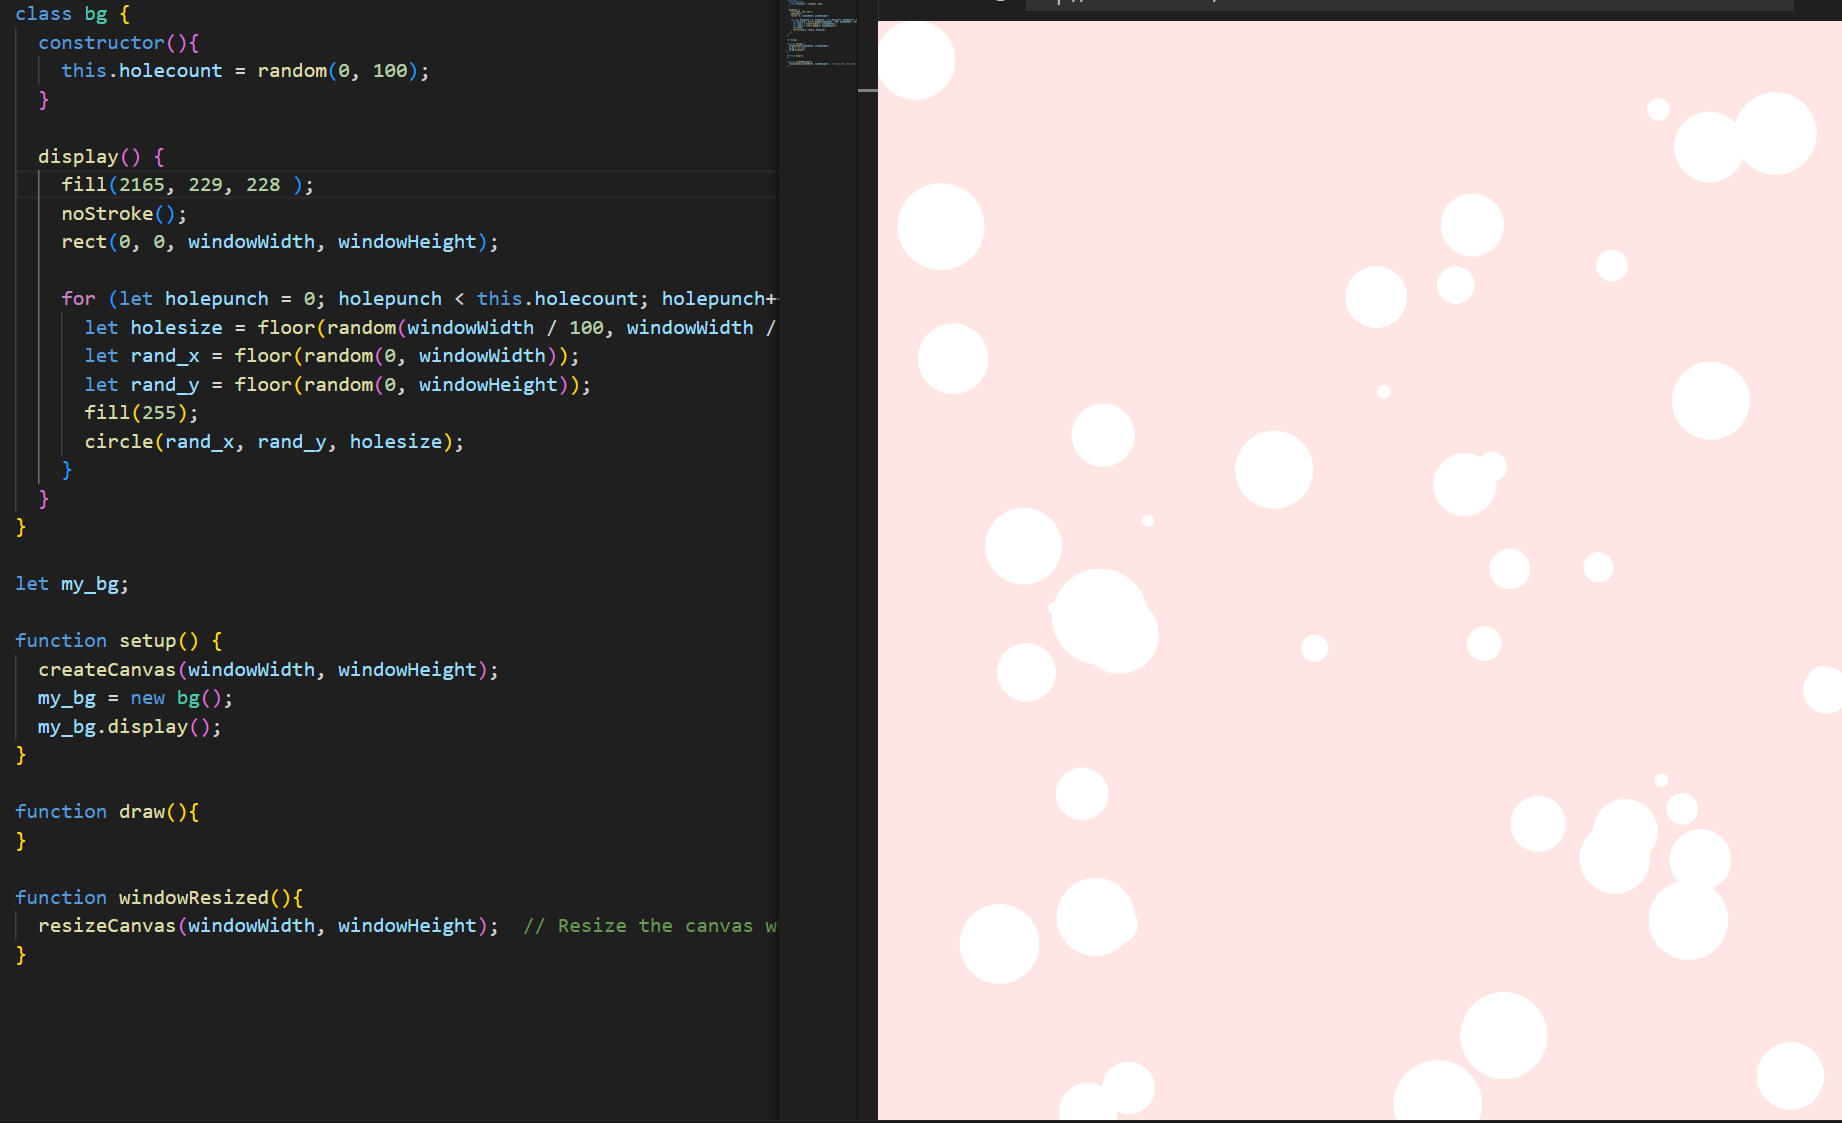 class bg {
constructor(){
this.holecount = random(0, 100);
}
display() {
fill(2165, 229, 228 );
noStroke();
rect(0, 0, windowWidth, windowHeight);
for (let holepunch = 0; holepunch < this.holecount; holepunch+
let holesize = floor(random(windowWidth / 100, windowWidth /
let rand_x = floor(random(0, windowWidth));
let rand_y = floor(random(0, windowHeight));
fill(255);
circle(rand_x, rand_y, holesize);
}
}
}
let my_bg;
function setup() {
createCanvas(windowWidth, windowHeight);
my_bg = new bg();
my_bg.display();
}
function draw(){
}
function windowResized(){
resizeCanvas(windowWidth, windowHeight);  // Resize the canvas w
}